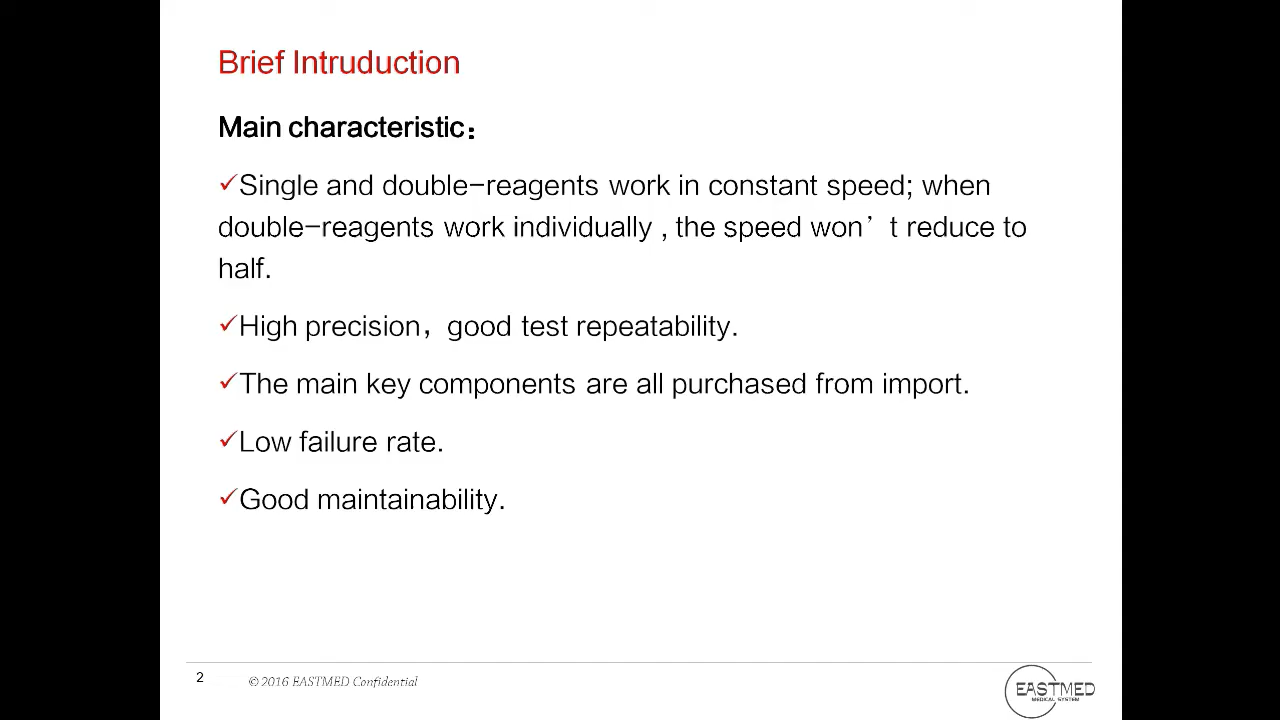 Brief Intruduction
Main characteristic：
✓Single and double-reagents work in constant speed; when
double-reagents work individually , the speed won’ t reduce to
half.
✓High precision，good test repeatability.
✓The main key components are all purchased from import.
✓Low failure rate.
✓Good maintainability.
2
© 2016 EASTMED Confidential
EASTMED
MEDICAL SYSTEM